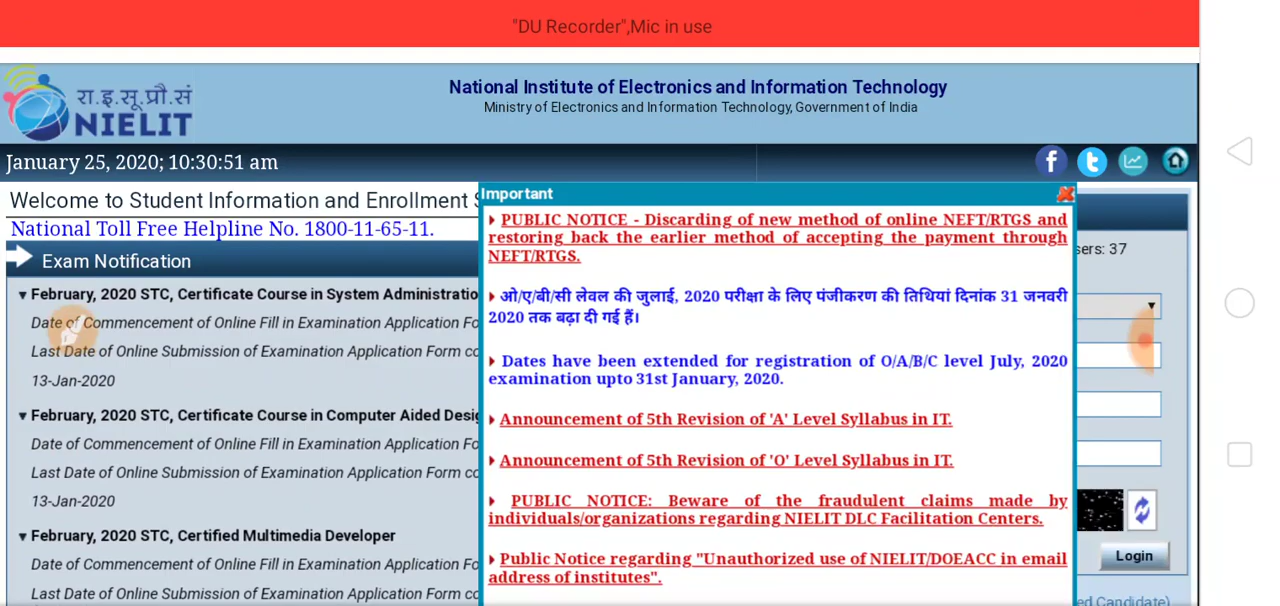 "DU Recorder",Mic in use
रा.इ.सू.प्रौ.सं
NIELIT
National Institute of Electronics and Information Technology
Ministry of Electronics and Information Technology, Government of India
January 25, 2020; 10:30:51 am
Welcome to Student Information and Enrollment
National Toll Free Helpline No. 1800-11-65-11.
Exam Notification
February, 2020 STC, Certificate Course in System Administratio
Date of Commencement of Online Fill in Examination Application Fo
Last Date of Online Submission of Examination Application Form co
13-Jan-2020
February, 2020 STC, Certificate Course in Computer Aided Desi
Date of Commencement of Online Fill in Examination Application Fo
Last Date of Online Submission of Examination Application Form co
13-Jan-2020
February, 2020 STC, Certified Multimedia Developer
Date of Commencement of Online Fill in Examination Application Fo
Last Date of Online Submission of Examination Application Form co
Important
PUBLIC NOTICE - Discarding of new method of online NEFT/RTGS and
restoring back the earlier method of accepting the payment through
NEFT/RTGS.
ओ/ए/बी/सी लेवल की जुलाई, 2020 परीक्षा के लिए पंजीकरण की तिथियां दिनांक 31 जनवरी
2020 तक बढ़ा दी गई हैं।
Dates have been extended for registration of O/A/B/C level July, 2020
examination upto 31st January, 2020.
Announcement of 5th Revision of 'A' Level Syllabus in IT.
Announcement of 5th Revision of 'O' Level Syllabus in IT.
PUBLIC NOTICE: Beware of the fraudulent claims made by
individuals/organizations regarding NIELIT DLC Facilitation Centers.
Public Notice regarding "Unauthorized use of NIELIT/DOEACC in email
address of institutes".
sers: 37
Login
ed Candidate)